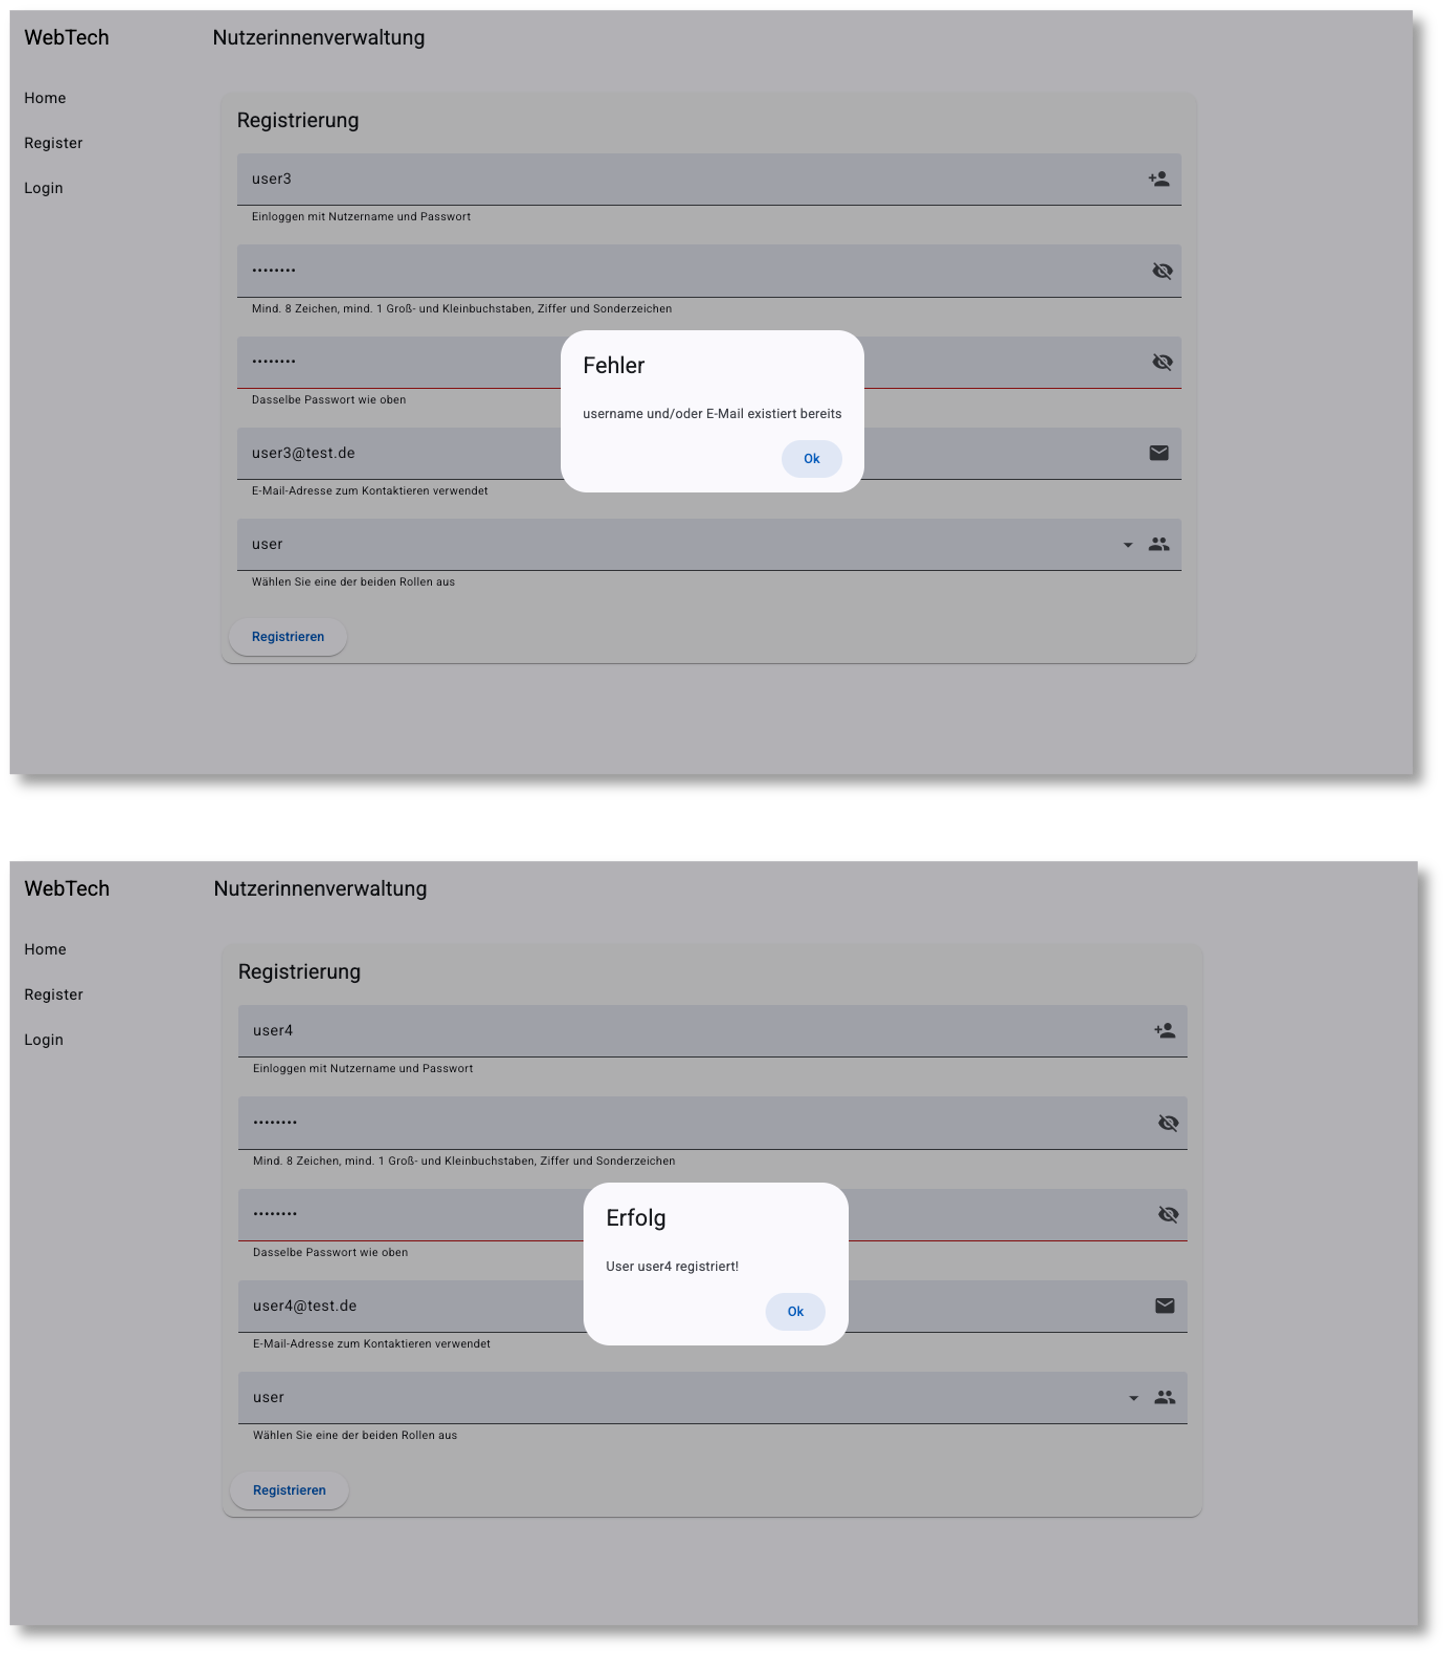 WebTech
Nutzerinnenverwaltung
Home
Register
Login
Registrierung
user3
Einloggen mit Nutzername und Passwort
••••••••
Mind. 8 Zeichen, mind. 1 Groß- und Kleinbuchstaben, Ziffer und Sonderzeichen
••••••••
Dasselbe Passwort wie oben
user3@test.de
E-Mail-Adresse zum Kontaktieren verwendet
user
Wählen Sie eine der beiden Rollen aus
Registrieren
Fehler
username und/oder E-Mail existiert bereits
Ok
WebTech
Nutzerinnenverwaltung
Home
Register
Login
Registrierung
user4
Einloggen mit Nutzername und Passwort
••••••••
Mind. 8 Zeichen, mind. 1 Groß- und Kleinbuchstaben, Ziffer und Sonderzeichen
••••••••
Dasselbe Passwort wie oben
user4@test.de
E-Mail-Adresse zum Kontaktieren verwendet
user
Wählen Sie eine der beiden Rollen aus
Registrieren
Erfolg
User user4 registriert!
Ok